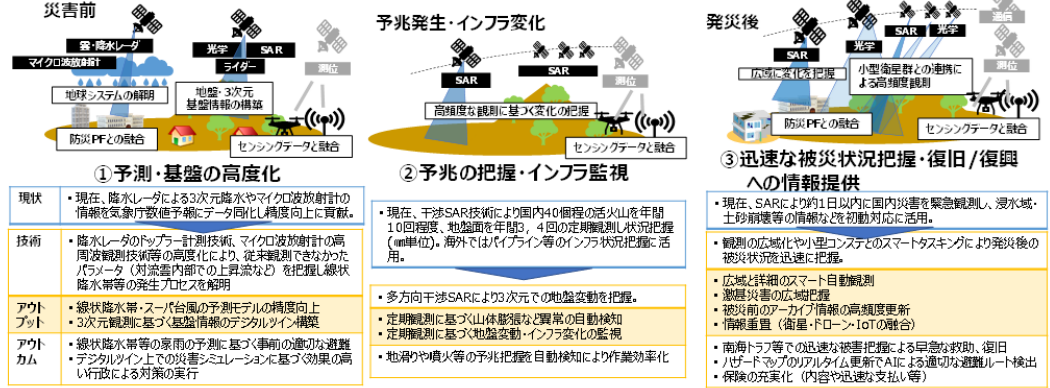 災害前
雲・降水レーダ
マイクロ波放射計
光学
SAR
ライダー
測位
地球システムの解明
地盤・3次元
基盤情報の構築
防災PFとの融合
センシングデータと融合
①予測・基盤の高度化
現状
・現在、降水レーダによる3次元降水やマイクロ波放射計の
情報を気象庁数値予報にデータ同化し精度向上に貢献。
技術
・降水レーダのドップラー計測技術、マイクロ波放射計の高
周波観測技術等の高度化により、従来観測できなかった
パラメータ（対流雲内部での上昇流など）を把握し線状
降水帯等の発生プロセスを解明
アウト
プット
・線状降水帯・スーパ台風の予測モデルの精度向上
・3次元観測に基づく基盤情報のデジタルツイン構築
アウト
カム
・線状降水帯等の豪雨の予測に基づく事前の適切な避難
・デジタルツイン上での災害シミュレーションに基づく効果の高
い行政による対策の実行
予兆発生・インフラ変化
SAR
SAR
測位
高頻度な観測に基づく変化の把握
センシングデータと融合
②予兆の把握・インフラ監視
・現在、干渉SAR技術により国内40個程の活火山を年間
10回程度、地盤面を年間3，4回の定期観測し状況把握
(㎝単位)。海外ではパイプライン等のインフラ状況把握に活
用。
・多方向干渉SARにより3次元での地盤変動を把握。
・定期観測に基づく山体膨張など異常の自動検知
・定期観測に基づく地盤変動・インフラ変化の監視
・地滑りや噴火等の予兆把握を自動検知により作業効率化
発災後
SAR
光学
SAR
光学
通信
測位
広域に変化を把握
小型衛星群との連携に
よる高頻度観測
防災PFとの融合
センシングデータと融合
③迅速な被災状況把握・復旧/復興
への情報提供
・現在、SARにより約1日以内に国内災害を緊急観測し、浸水域・
土砂崩壊等の情報などを初動対応に活用。
・観測の広域化や小型コンステとのスマートタスキングにより発災後の
被災状況を迅速に把握。
・広域と詳細のスマート自動観測
・激甚災害の広域把握
・被災前のアーカイブ情報の高頻度更新
・情報重畳（衛星・ドローン・IoTの融合）
・南海トラフ等での迅速な被害把握による早急な救助、復旧
・ハザードマップのリアルタイム更新でAIによる適切な避難ルート検出
・保険の充実化（内容や迅速な支払い等）